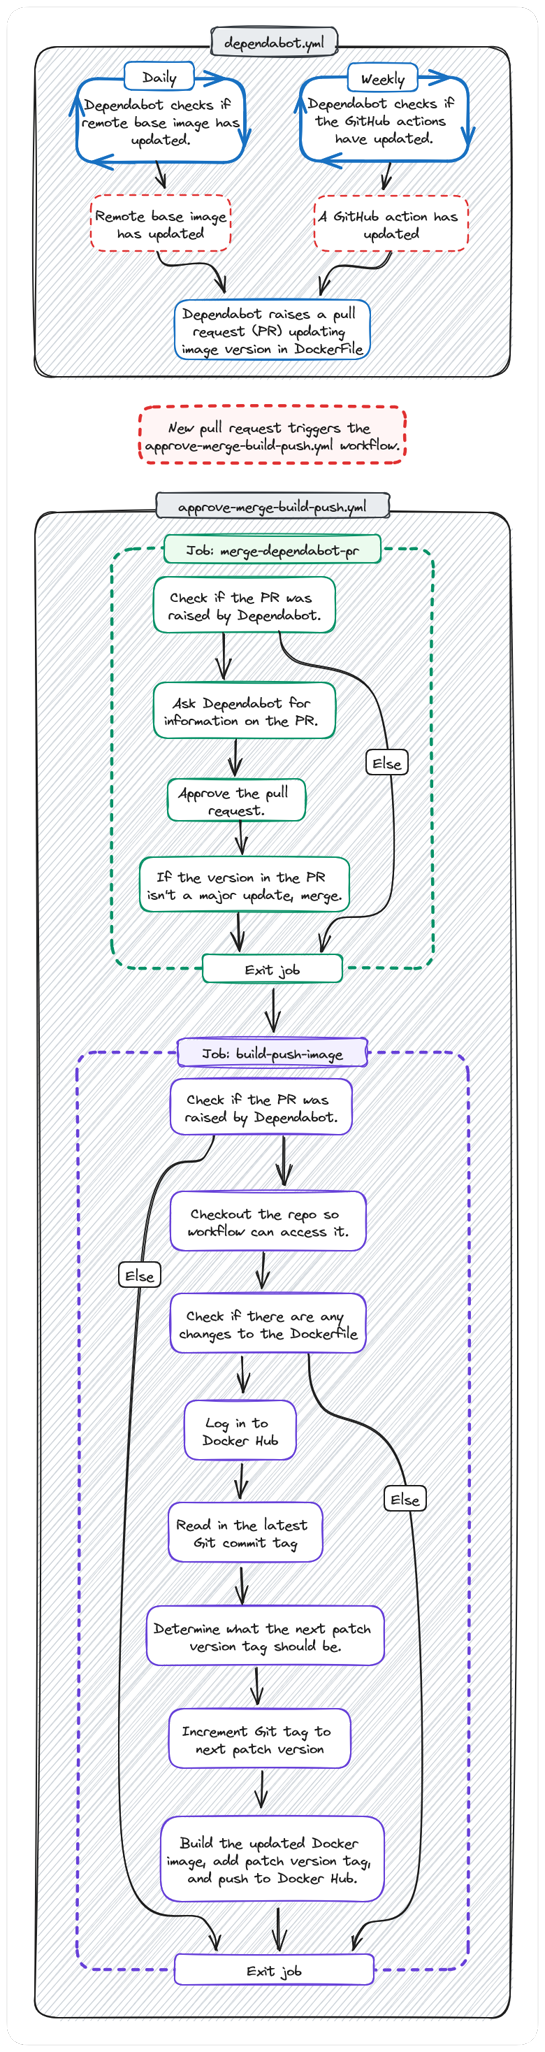 dependabot.yml
Daily
Dependabot checks if
remote base image has
updated.
Weekly
Dependabot checks if
the GitHub actions
have updated.
Remote base image
has updated
A GitHub action has
updated
Dependabot raises a pull
request (PR) updating
image version in DockerFile
New pull request triggers the
approve-merge-build-push.yml workflow.
approve-merge-build-push.yml
Job: merge-dependabot-pr
Check if the PR was
raised by Dependabot.
Ask Dependabot for
information on the PR.
Else
Approve the pull
request.
If the version in the PR
isn't a major update, merge.
Exit job
Job: build-push-image
Check if the PR was
raised by Dependabot.
Checkout the repo so
workflow can access it.
Else
Check if there are any
changes to the Dockerfile
Log in to
Docker Hub
Else
Read in the latest
Git commit tag
Determine what the next patch
version tag should be.
Increment Git tag to
next patch version
Build the updated Docker
image, add patch version tag,
and push to Docker Hub.
Exit job